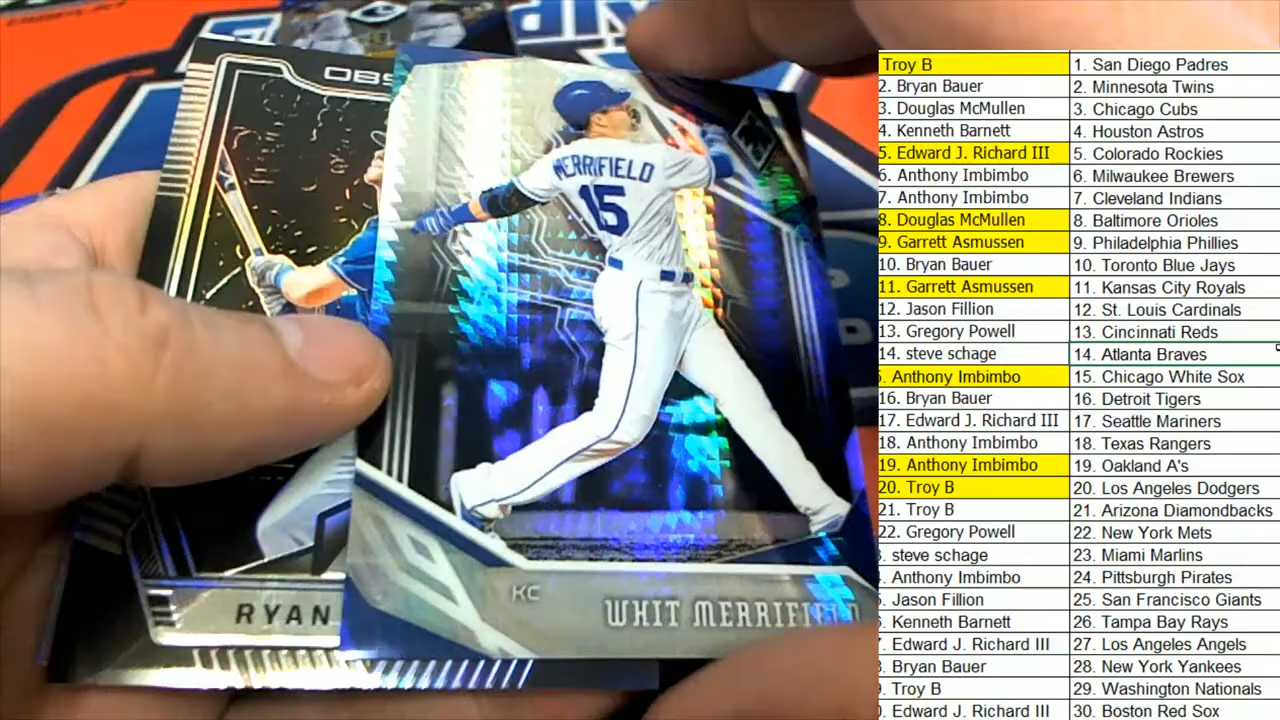 OBS
MERRIFIELD
15
KC
WHIT MERRIFIELD
RYAN
Troy B 1. San Diego Padres
2. Bryan Bauer 2. Minnesota Twins
3. Douglas McMullen 3. Chicago Cubs
4. Kenneth Barnett 4. Houston Astros
5. Edward J. Richard III 5. Colorado Rockies
6. Anthony Imbimbo 6. Milwaukee Brewers
7. Anthony Imbimbo 7. Cleveland Indians
8. Douglas McMullen 8. Baltimore Orioles
9. Garrett Asmussen 9. Philadelphia Phillies
10. Bryan Bauer 10. Toronto Blue Jays
11. Garrett Asmussen 11. Kansas City Royals
12. Jason Fillion 12. St. Louis Cardinals
13. Gregory Powell 13. Cincinnati Reds
14. steve schage 14. Atlanta Braves
. Anthony Imbimbo 15. Chicago White Sox
16. Bryan Bauer 16. Detroit Tigers
17. Edward J. Richard III 17. Seattle Mariners
18. Anthony Imbimbo 18. Texas Rangers
19. Anthony Imbimbo 19. Oakland A's
20. Troy B 20. Los Angeles Dodgers
21. Troy B 21. Arizona Diamondbacks
22. Gregory Powell 22. New York Mets
. steve schage 23. Miami Marlins
. Anthony Imbimbo 24. Pittsburgh Pirates
. Jason Fillion 25. San Francisco Giants
. Kenneth Barnett 26. Tampa Bay Rays
. Edward J. Richard III 27. Los Angeles Angels
. Bryan Bauer 28. New York Yankees
. Troy B 29. Washington Nationals
. Edward J. Richard III 30. Boston Red Sox